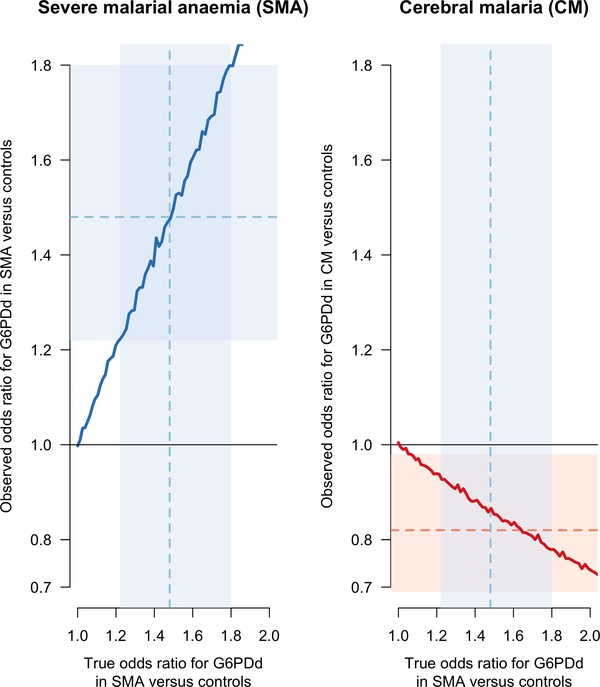 Severe malarial anaemia (SMA)
Observed odds ratio for G6PDd in SMA versus controls
1.8
1.6
1.4
1.2
1.0
0.8
0.7
1.0 1.2 1.4 1.6 1.8 2.0
True odds ratio for G6PDd
in SMA versus controls
Cerebral malaria (CM)
Observed odds ratio for G6PDd in CM versus controls
1.8
1.6
1.4
1.2
1.0
0.8
0.7
1.0 1.2 1.4 1.6 1.8 2.0
True odds ratio for G6PDd
in SMA versus controls